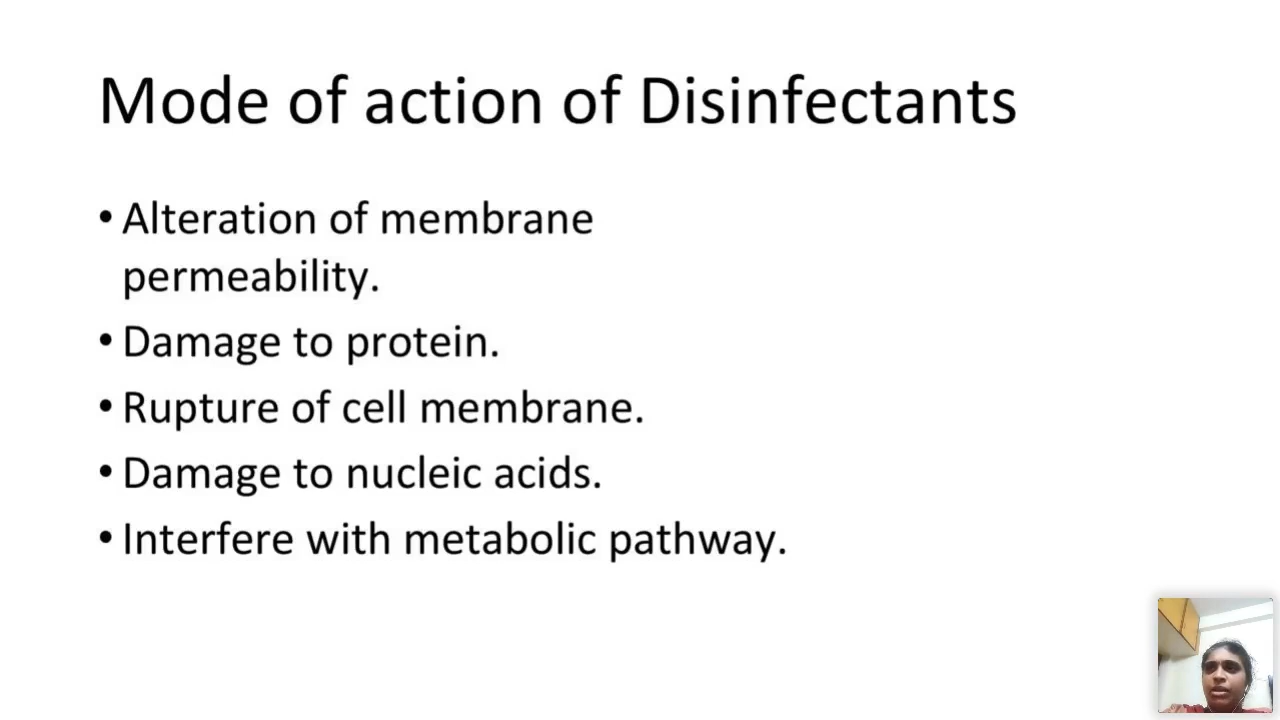 Mode of action of Disinfectants
• Alteration of membrane
permeability.
• Damage to protein.
• Rupture of cell membrane.
• Damage to nucleic acids.
• Interfere with metabolic pathway.